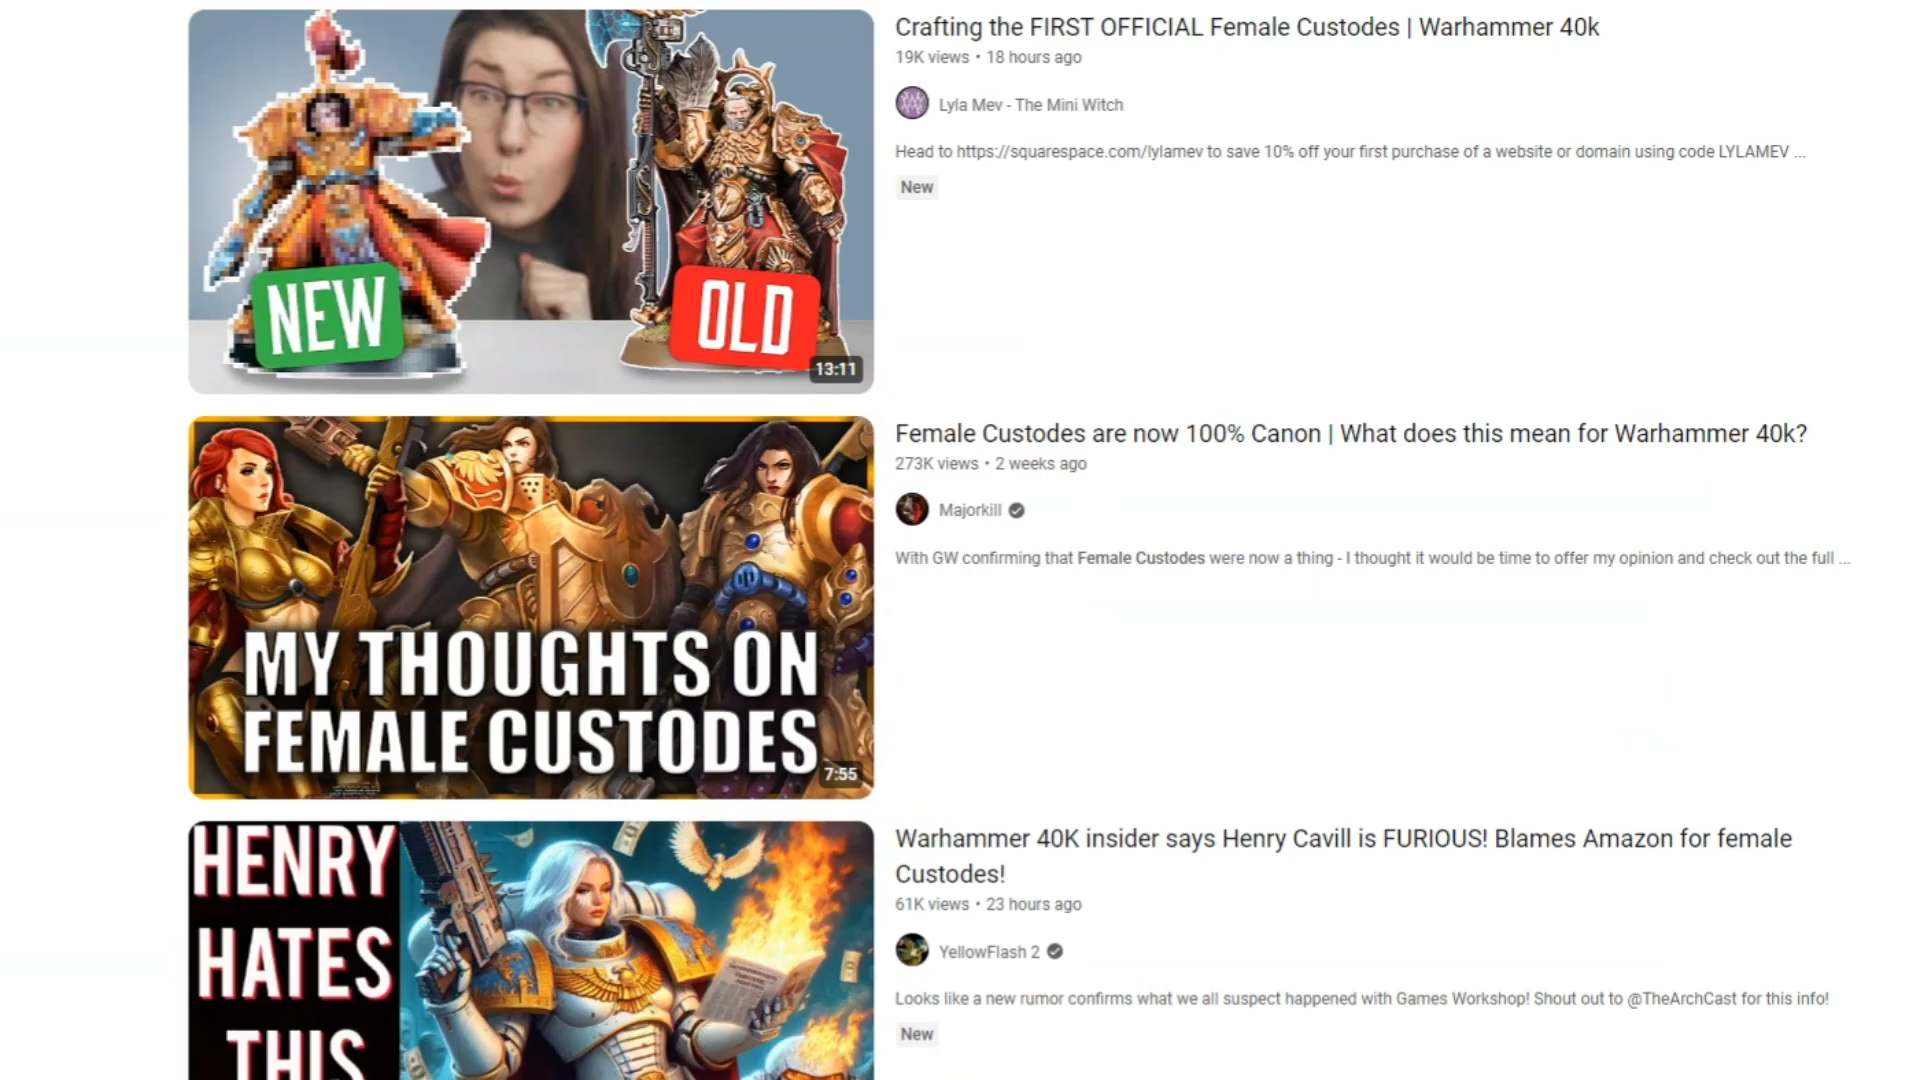 NEW
OLD
13:11
Crafting the FIRST OFFICIAL Female Custodes | Warhammer 40k
19K views • 18 hours ago
Lyla Mev - The Mini Witch
Head to https://squarespace.com/lylamev to save 10% off your first purchase of a website or domain using code LYLAMEV ...
New
MY THOUGHTS ON
FEMALE CUSTODES
7:55
Female Custodes are now 100% Canon | What does this mean for Warhammer 40k?
273K views • 2 weeks ago
Majorkill
With GW confirming that Female Custodes were now a thing - I thought it would be time to offer my opinion and check out the full ...
HENRY
HATES
THIS
Warhammer 40K insider says Henry Cavill is FURIOUS! Blames Amazon for female
Custodes!
61K views • 23 hours ago
YellowFlash 2
Looks like a new rumor confirms what we all suspect happened with Games Workshop! Shout out to @TheArchCast for this info!
New